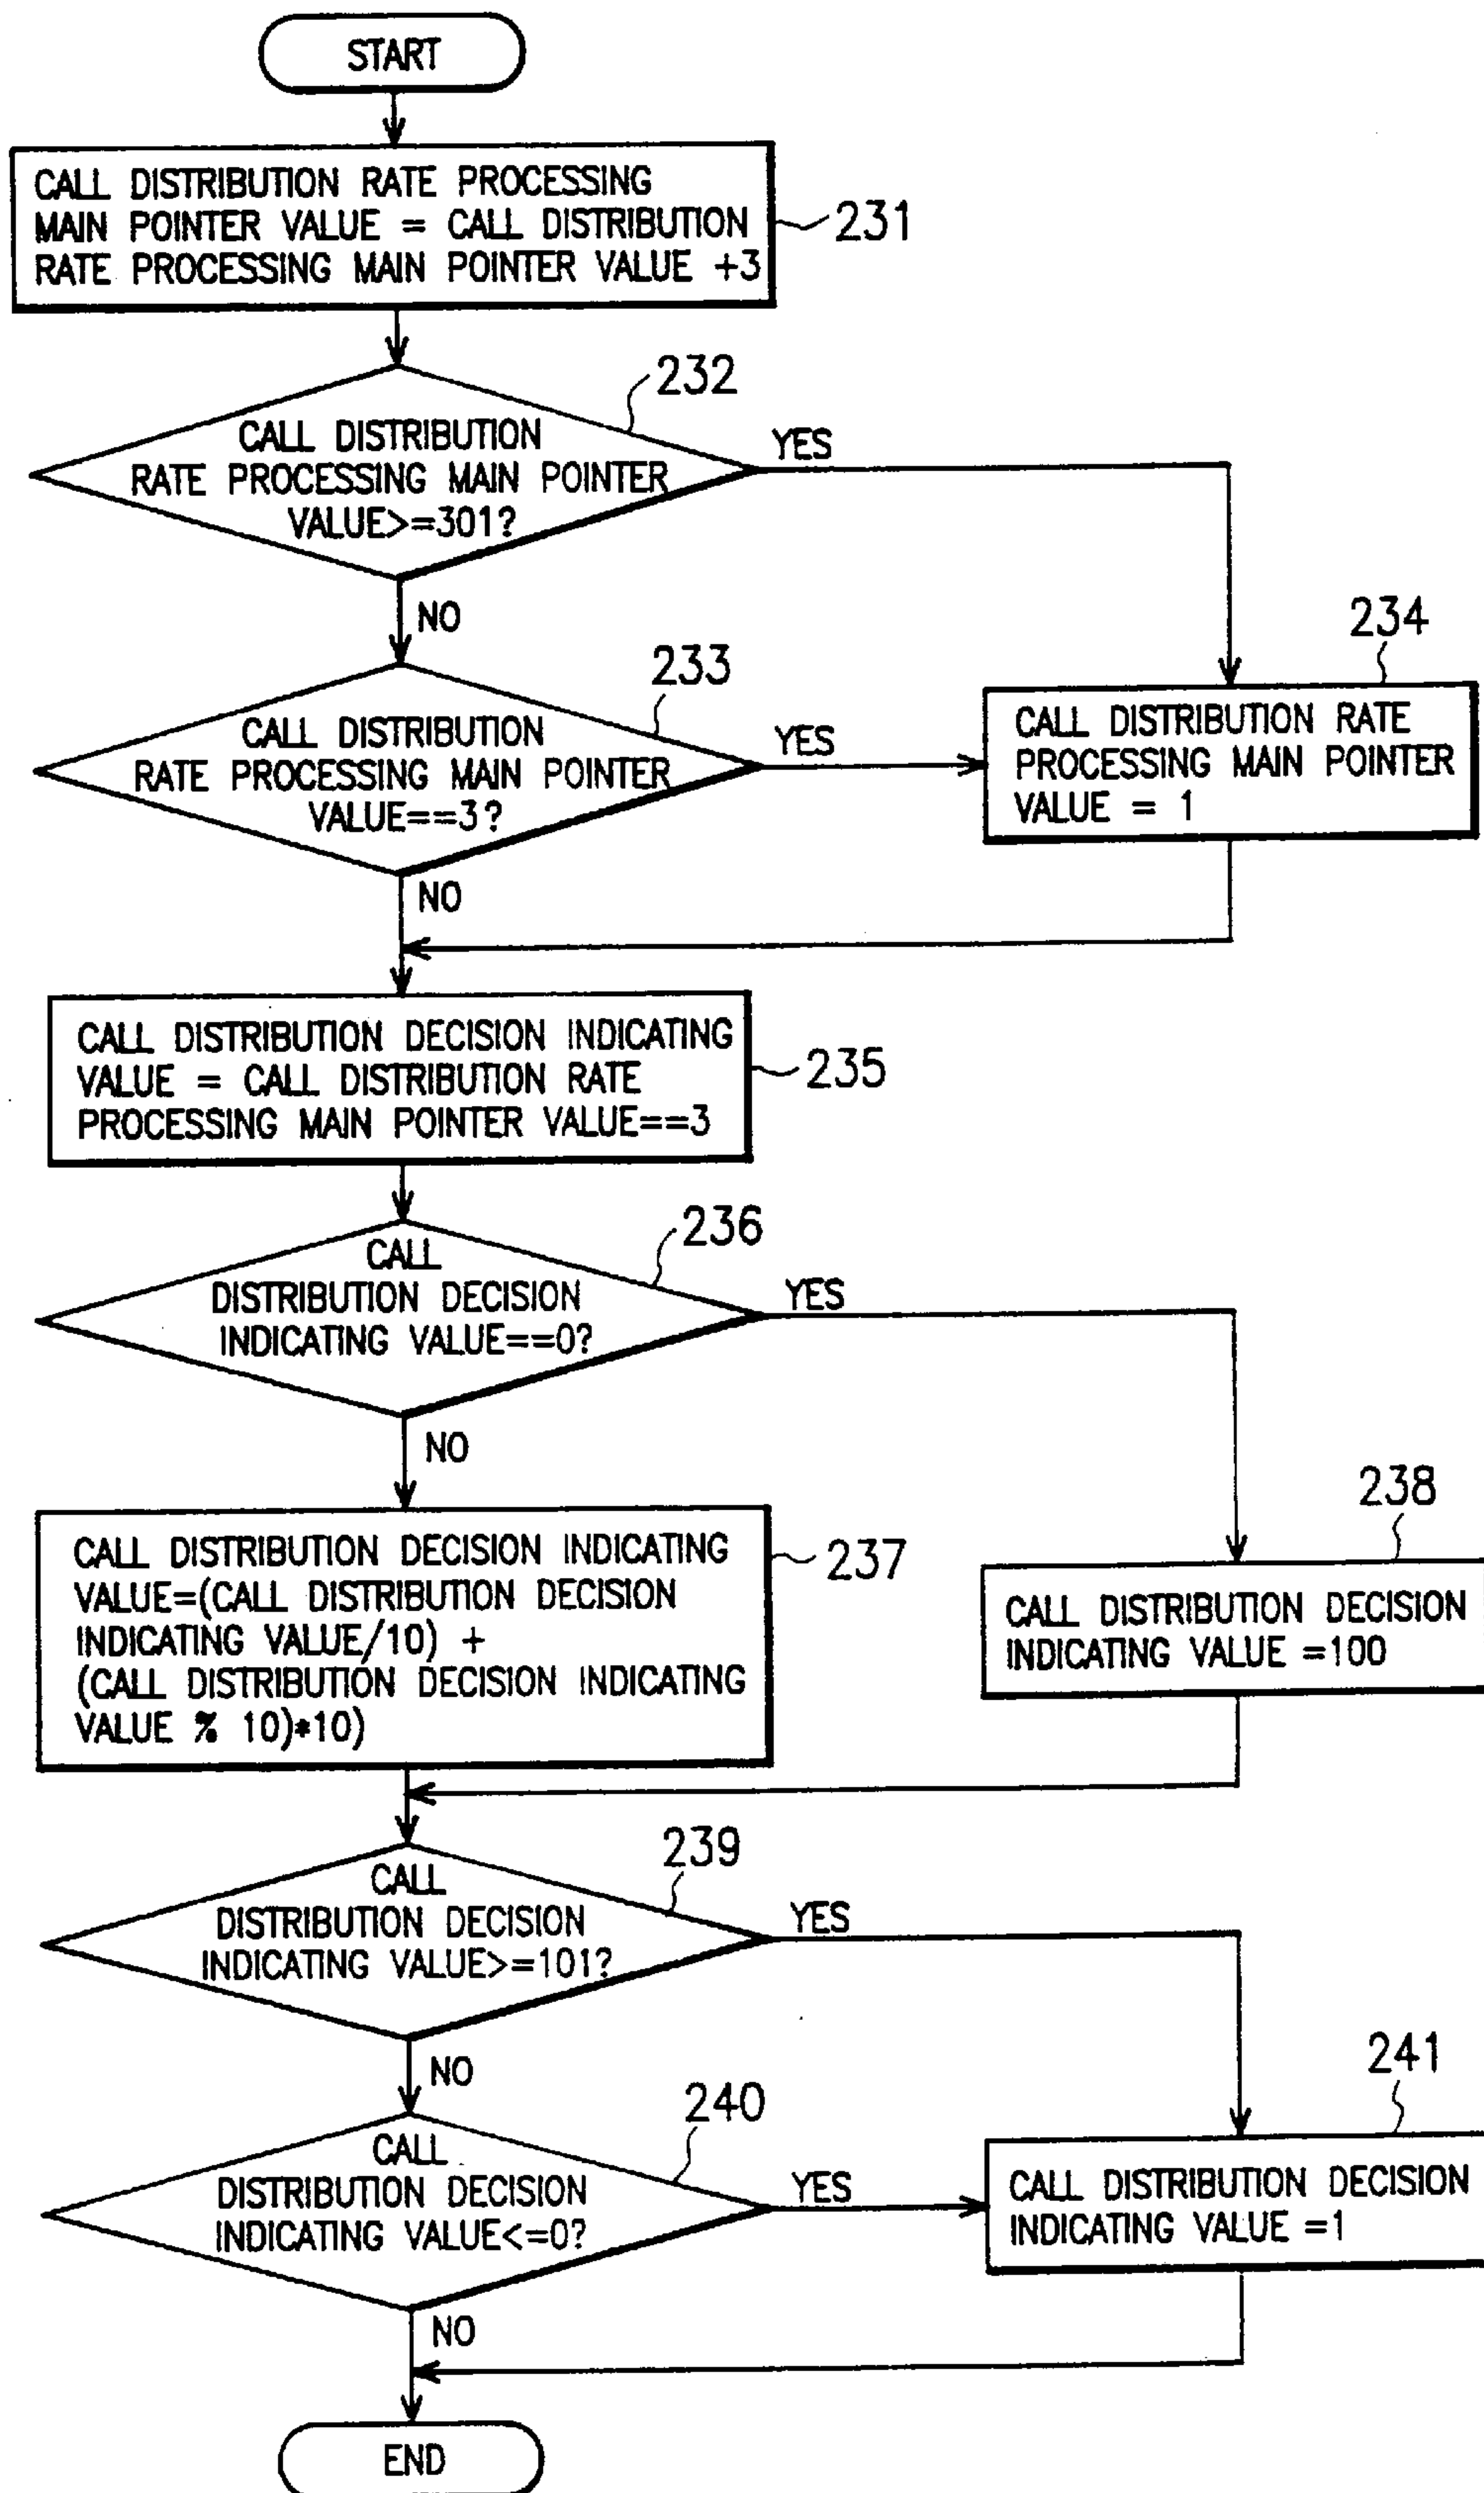 START
CALL DISTRIBUTION RATE PROCESSING
MAIN POINTER VALUE = CALL DISTRIBUTION
RATE PROCESSING MAIN POINTER VALUE +3
231
232
CALL DISTRIBUTION
RATE PROCESSING MAIN POINTER
VALUE>=301?
YES
NO
233
CALL DISTRIBUTION
RATE PROCESSING MAIN POINTER
VALUE==3?
YES
234
CALL DISTRIBUTION RATE
PROCESSING MAIN POINTER
VALUE = 1
NO
CALL DISTRIBUTION DECISION INDICATING
VALUE = CALL DISTRIBUTION RATE
PROCESSING MAIN POINTER VALUE==3
235
236
CALL
DISTRIBUTION DECISION
INDICATING VALUE==0?
YES
NO
CALL DISTRIBUTION DECISION INDICATING
VALUE=(CALL DISTRIBUTION DECISION
INDICATING VALUE/10) +
(CALL DISTRIBUTION DECISION INDICATING
VALUE % 10)*10)
237
238
CALL DISTRIBUTION DECISION
INDICATING VALUE =100
239
CALL
DISTRIBUTION DECISION
INDICATING VALUE>=101?
YES
NO
240
CALL
DISTRIBUTION DECISION
INDICATING VALUE<=0?
YES
241
CALL DISTRIBUTION DECISION
INDICATING VALUE =1
NO
END